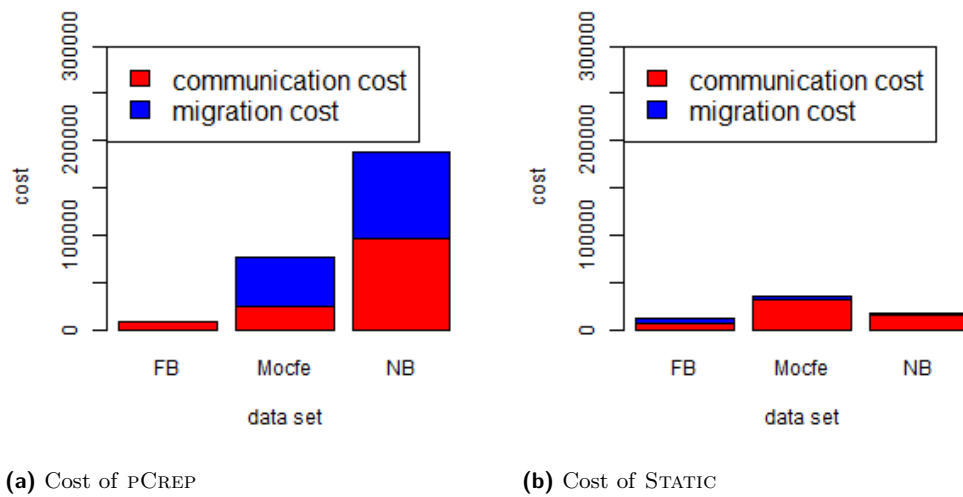 300000
200000
100000
0
cost
communication cost
migration cost
FB Mocfe NB
data set
(a) Cost of PCREP
300000
200000
100000
0
cost
communication cost
migration cost
FB Mocfe NB
data set
(b) Cost of STATIC